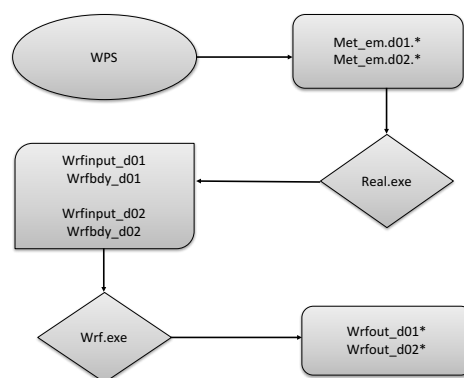 WPS
Met_em.d01.*
Met_em.d02.*
Real.exe
Wrfinput_d01
Wrfbdy_d01
Wrfinput_d02
Wrfbdy_d02
Wrf.exe
Wrfout_d01*
Wrfout_d02*